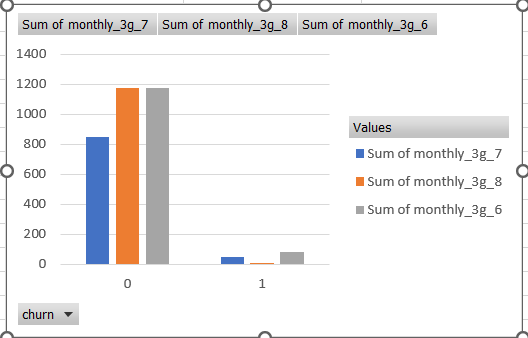 Sum of monthly_3g_7 Sum of monthly_3g_8 Sum of monthly_3g_6
1400
1200
1000
800
600
400
200
0
0 1
Values
Sum of monthly_3g_7
Sum of monthly_3g_8
Sum of monthly_3g_6
churn